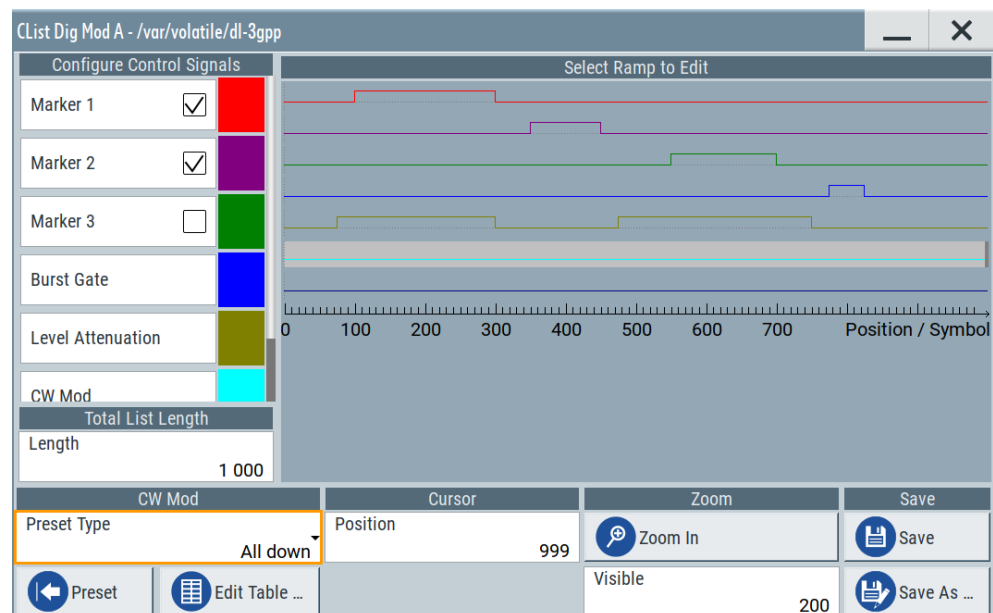 CList Dig Mod A - /var/volatile/dl-3gpp
Configure Control Signals
Select Ramp to Edit
Marker 1
Marker 2
Marker 3
Burst Gate
Level Attenuation
CW Mod
0 100 200 300 400 500 600 700 Position / Symbol
Total List Length
Length
1 000
CW Mod
Cursor
Zoom
Save
Preset Type
All down
Position
999
Zoom In
Save
Preset
Edit Table ...
Visible
200
Save As ...